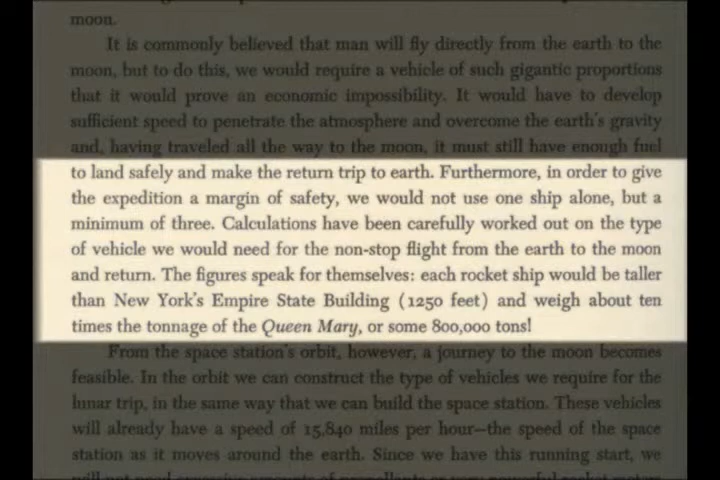 moon.
It is commonly believed that man will fly directly from the earth to the
moon, but to do this, we would require a vehicle of such gigantic proportions
that it would prove an economic impossibility. It would have to develop
sufficient speed to penetrate the atmosphere and overcome the earth's gravity
and, having traveled all the way to the moon, it must still have enough fuel
to land safely and make the return trip to earth. Furthermore, in order to give
the expedition a margin of safety, we would not use one ship alone, but a
minimum of three. Calculations have been carefully worked out on the type
of vehicle we would need for the non-stop flight from the earth to the moon
and return. The figures speak for themselves: each rocket ship would be taller
than New York's Empire State Building (1250 feet) and weigh about ten
times the tonnage of the Queen Mary, or some 800,000 tons!
From the space station's orbit, however, a journey to the moon becomes
feasible. In the orbit we can construct the type of vehicles we require for the
lunar trip, in the same way that we can build the space station. These vehicles
will already have a speed of 15,840 miles per hour—the speed of the space
station as it moves around the earth. Since we have this running start, we
will not need